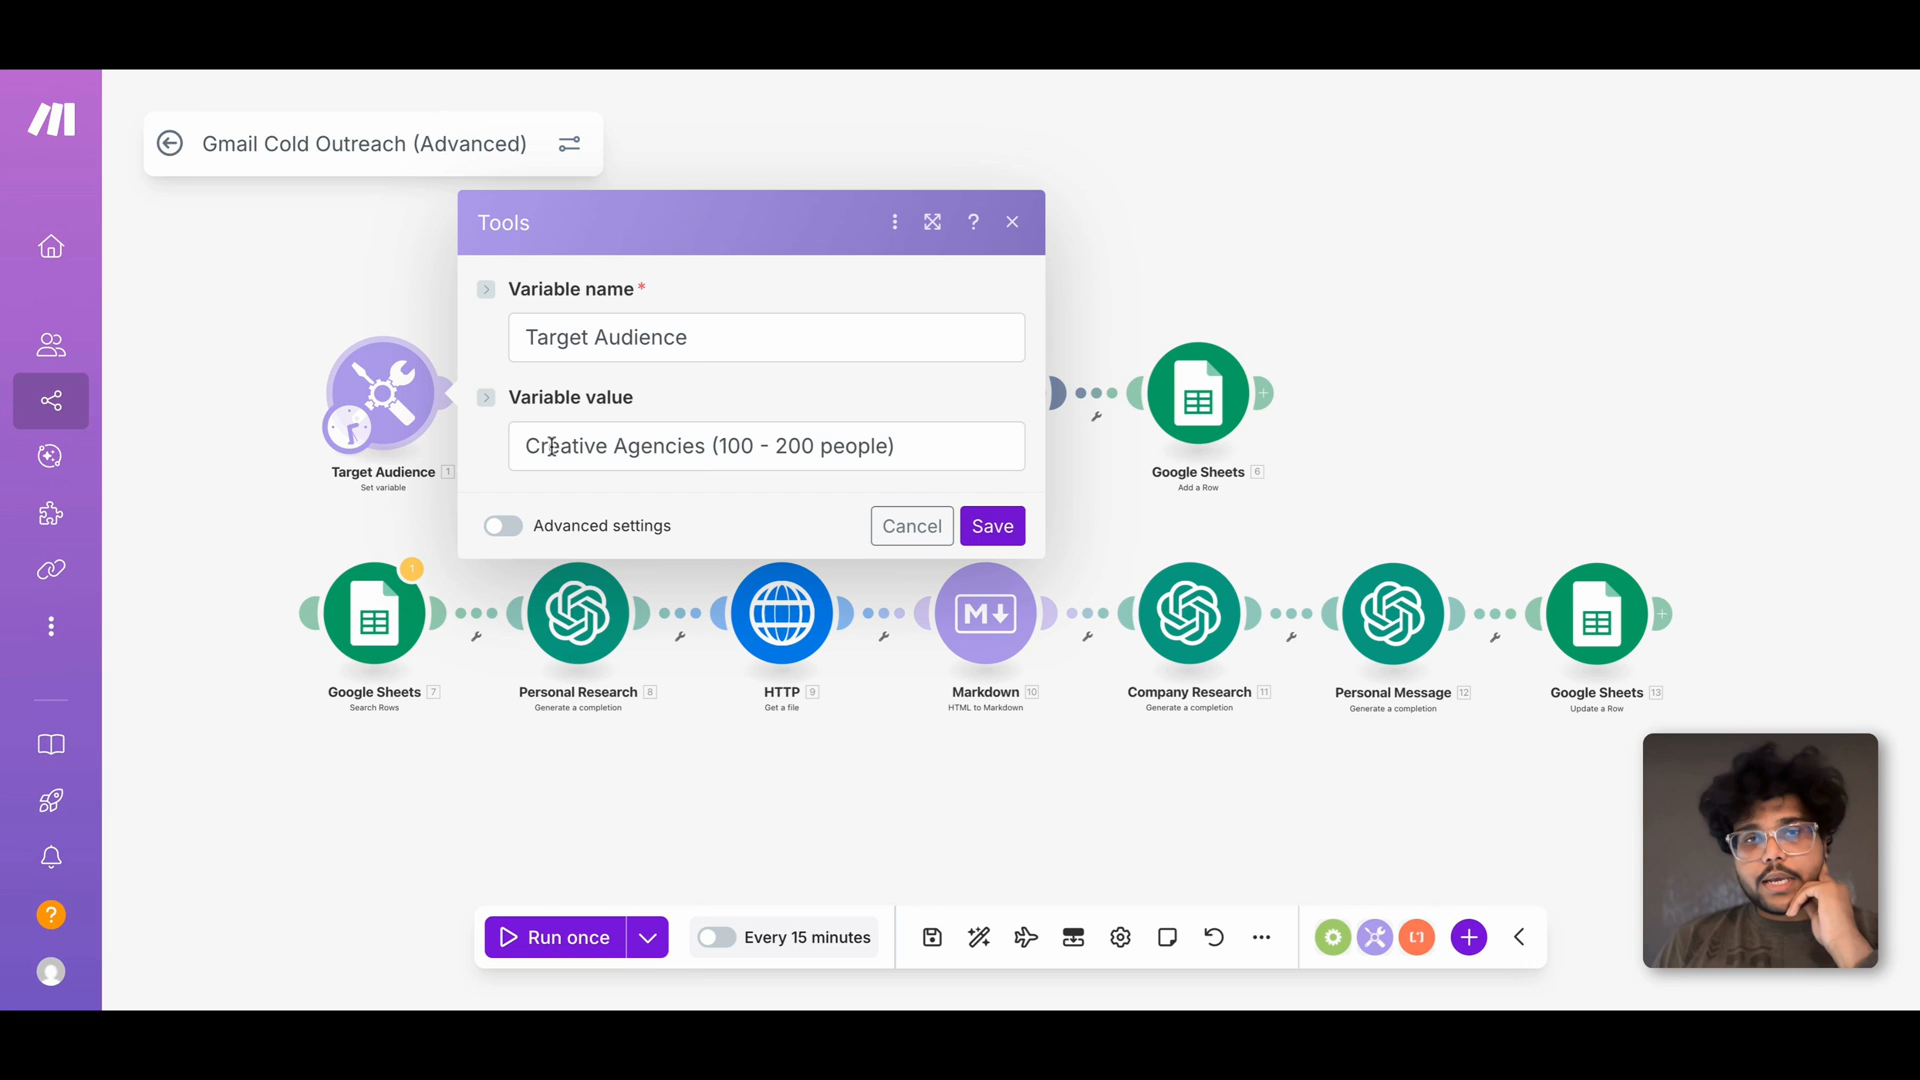 Gmail Cold Outreach (Advanced)
Tools
Variable name*
Target Audience
Variable value
Creative Agencies (100 - 200 people)
Advanced settings
Cancel
Save
Target Audience 1
Set variable
Google Sheets 6
Add a Row
1
Google Sheets 7
Search Rows
Personal Research 8
Generate a completion
HTTP 9
Get a file
M
Markdown 10
HTML to Markdown
Company Research 11
Generate a completion
Personal Message 12
Generate a completion
Google Sheets 13
Update a Row
Run once
Every 15 minutes